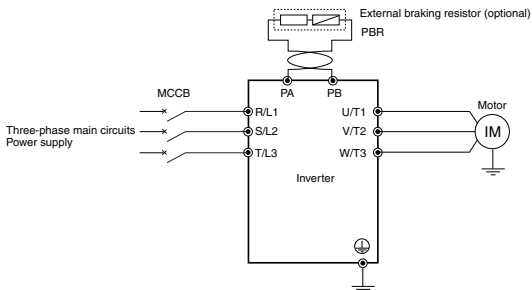 External braking resistor (optional)
PBR
PA PB
MCCB
R/L1 U/T1 Motor
Three-phase main circuits S/L2 V/T2 IM
Power supply
T/L3 W/T3
Inverter